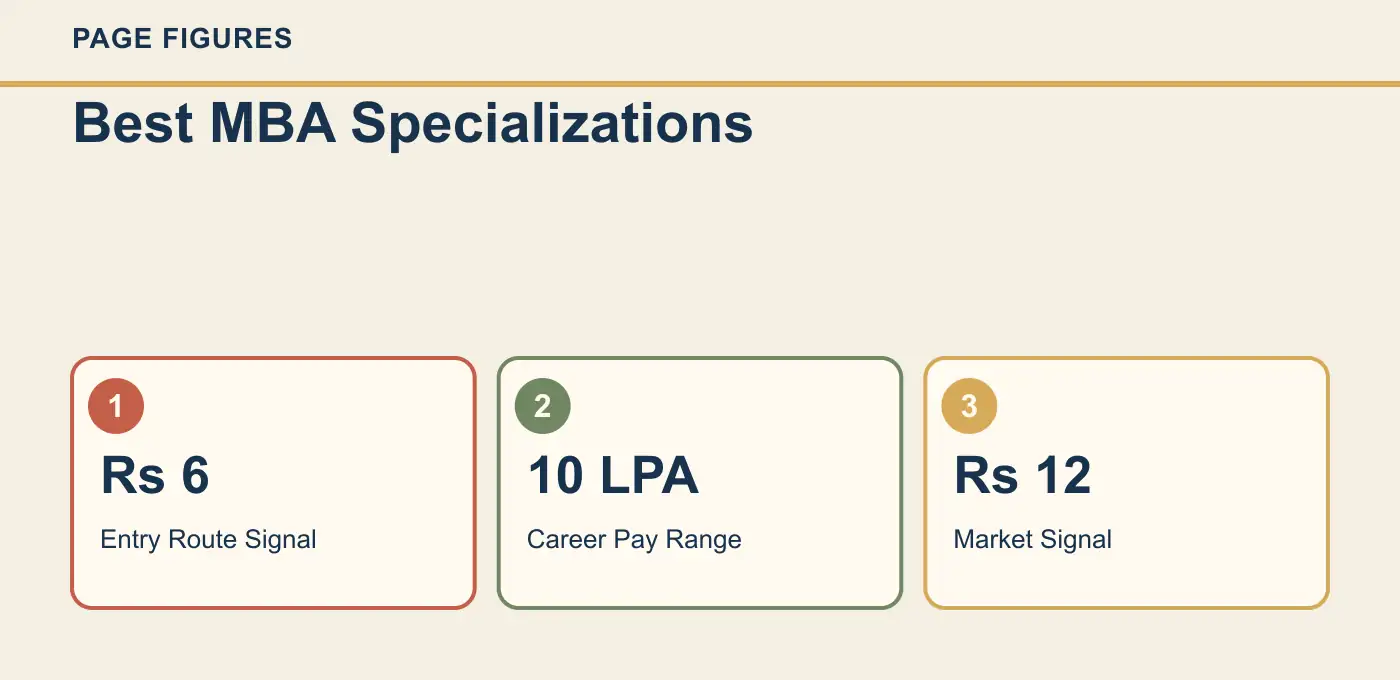 PAGE FIGURES
Best MBA Specializations
1
Rs 6
Entry Route Signal
2
10 LPA
Career Pay Range
3
Rs 12
Market Signal